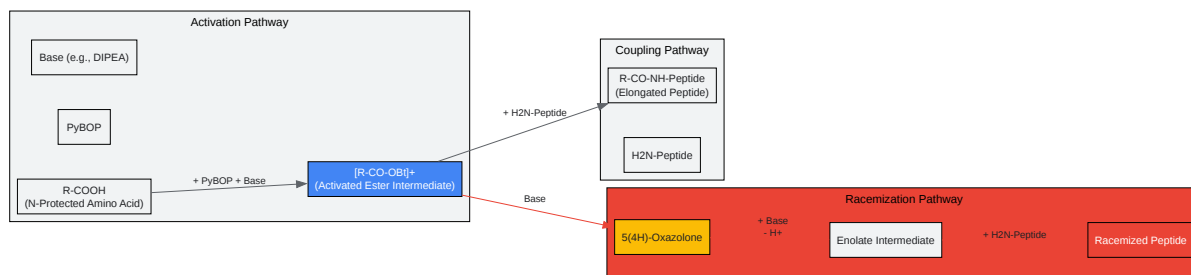 Activation Pathway
Base (e.g., DIPEA)
PyBOP
R-COOH
(N-Protected Amino Acid)
+ PyBOP + Base
[R-CO-OBt]+
(Activated Ester Intermediate)
+ H2N-Peptide
Base
Coupling Pathway
R-CO-NH-Peptide
(Elongated Peptide)
H2N-Peptide
Racemization Pathway
5(4H)-Oxazolone
+ Base
- H+
Enolate Intermediate
+ H2N-Peptide
Racemized Peptide